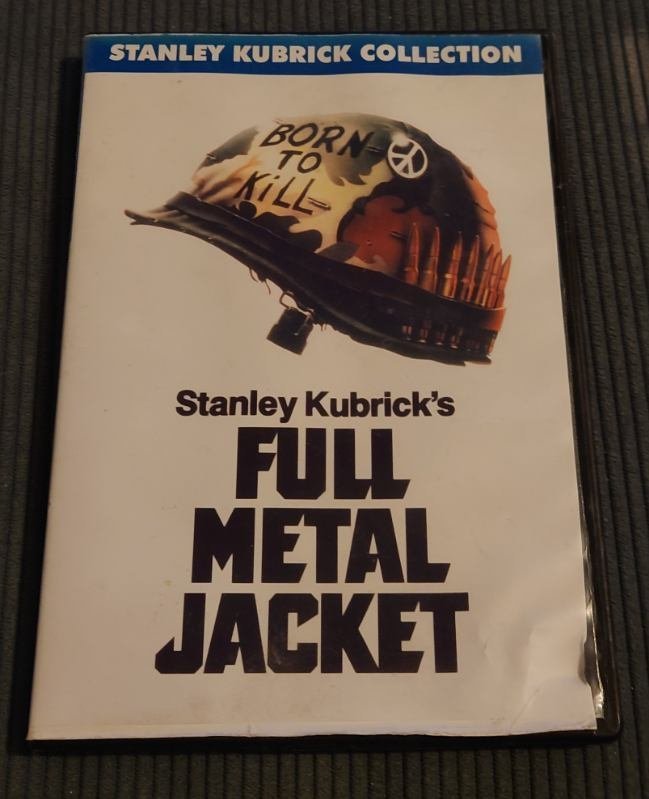 STANLEY KUBRICK COLLECTION
BORN
TO
KiLL
Stanley Kubrick's
FULL
METAL
JACKET